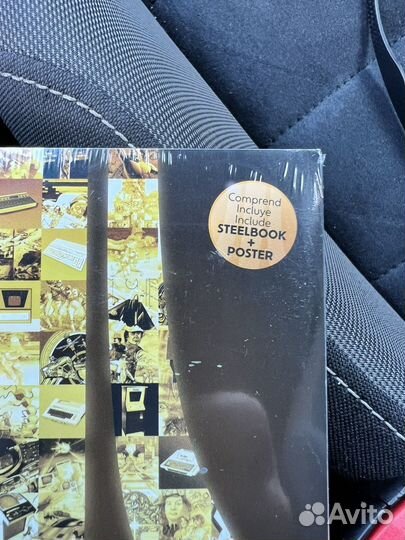 Comprend
Incluye
Include
STEELBOOK
+
POSTER
Avito